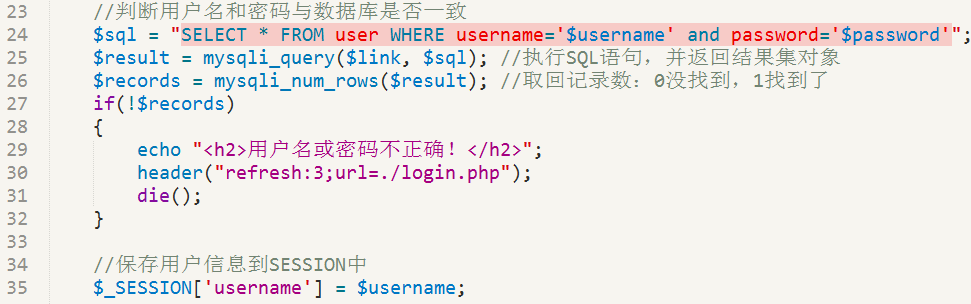 23 //判断用户名和密码与数据库是否一致
24 $sql = "SELECT * FROM user WHERE username='$username' and password='$password'";
25 $result = mysqli_query($link, $sql); //执行SQL语句，并返回结果集对象
26 $records = mysqli_num_rows($result); //取回记录数：0没找到，1找到了
27 if(!$records)
28 {
29 echo "<h2>用户名或密码不正确！</h2>";
30 header("refresh:3;url=./login.php");
31 die();
32 }
33
34 //保存用户信息到SESSION中
35 $_SESSION['username'] = $username;